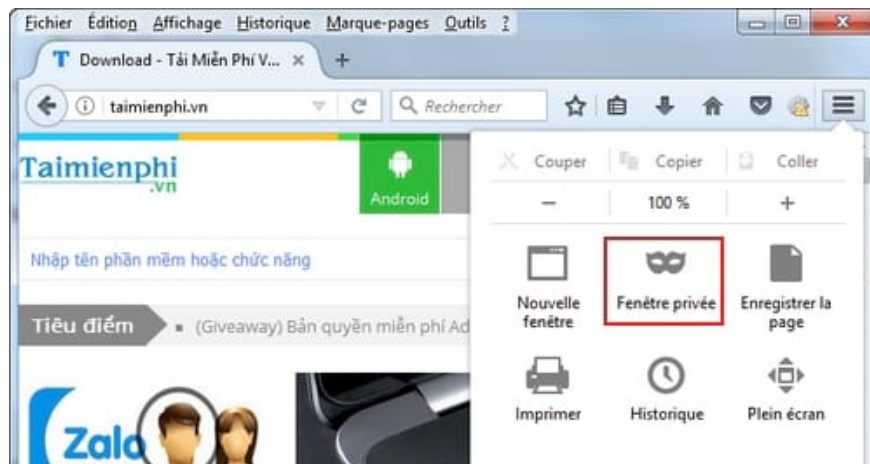 Fichier Édition Affichage Historique Marque-pages Outils ?
T Download - Tải Miễn Phí V... × +
taimienphi.vn Rechercher
Taimienphi
.vn
Android
Nhập tên phần mềm hoặc chức năng
Tiêu điểm
(Giveaway) Bản quyền miễn phí Ad
Zalo
Couper Copier Coller
− 100 % +
Nouvelle
fenêtre
Fenêtre privée
Enregistrer la
page
Imprimer Historique Plein écran